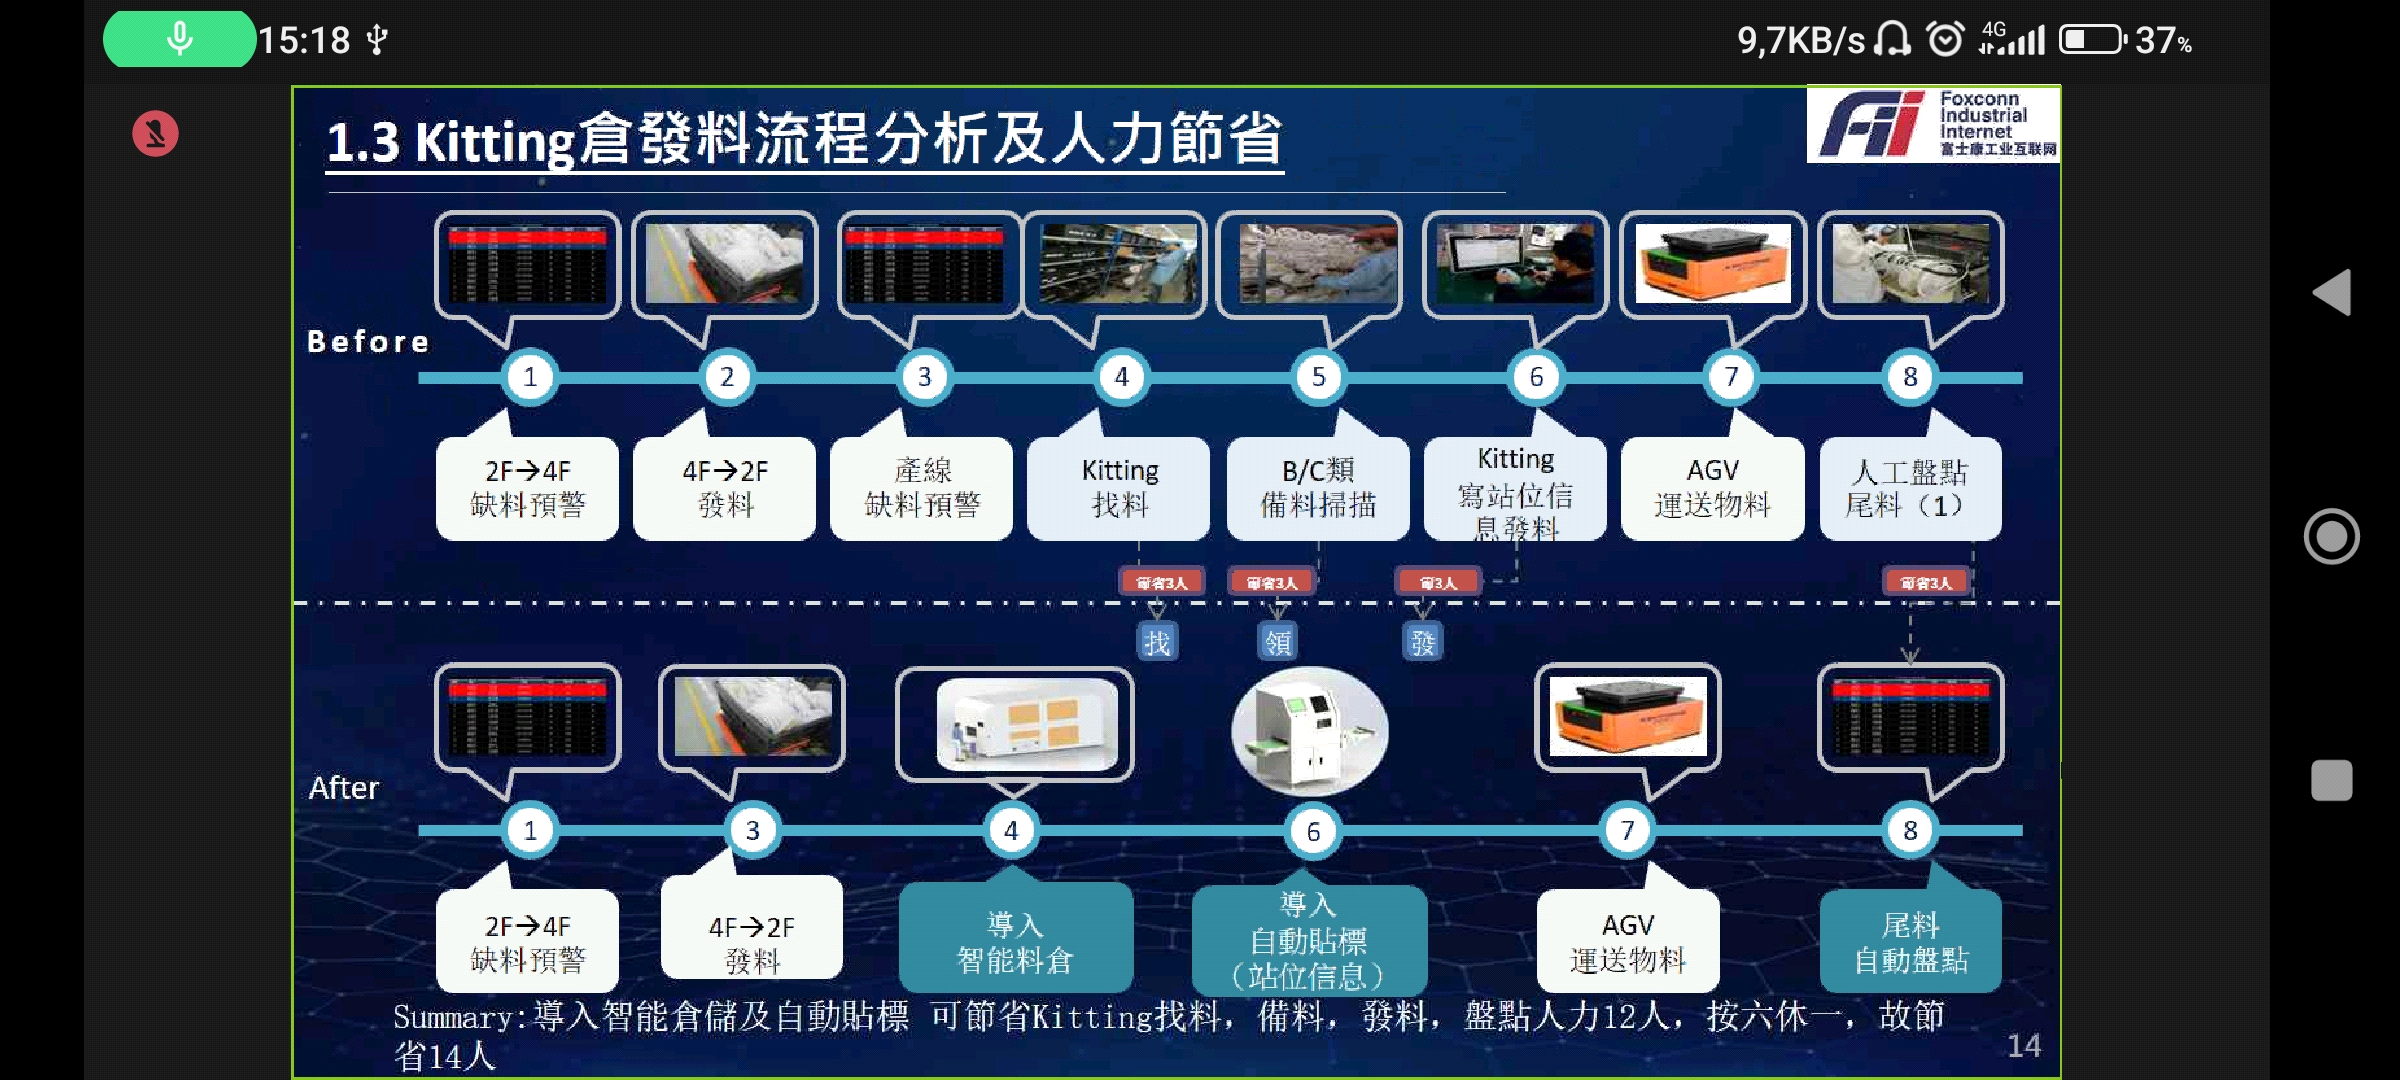 15:18
9,7KB/s
4G
37%
1.3 Kitting倉發料流程分析及人力節省
Foxconn
Industrial
Internet
富士康工业互联网
Before
1
2
3
4
5
6
7
8
2F→4F
缺料預警
4F→2F
發料
產線
缺料預警
Kitting
找料
B/C類
備料掃描
Kitting
寫站位信
息發料
AGV
運送物料
人工盤點
尾料（1）
節省3人
節省3人
節3人
節省3人
找
領
發
After
1
3
4
6
7
8
2F→4F
缺料預警
4F→2F
發料
導入
智能料倉
導入
自動貼標
（站位信息）
AGV
運送物料
尾料
自動盤點
Summary:導入智能倉儲及自動貼標 可節省Kitting找料，備料，發料，盤點人力12人，按六休一，故節
省14人
14